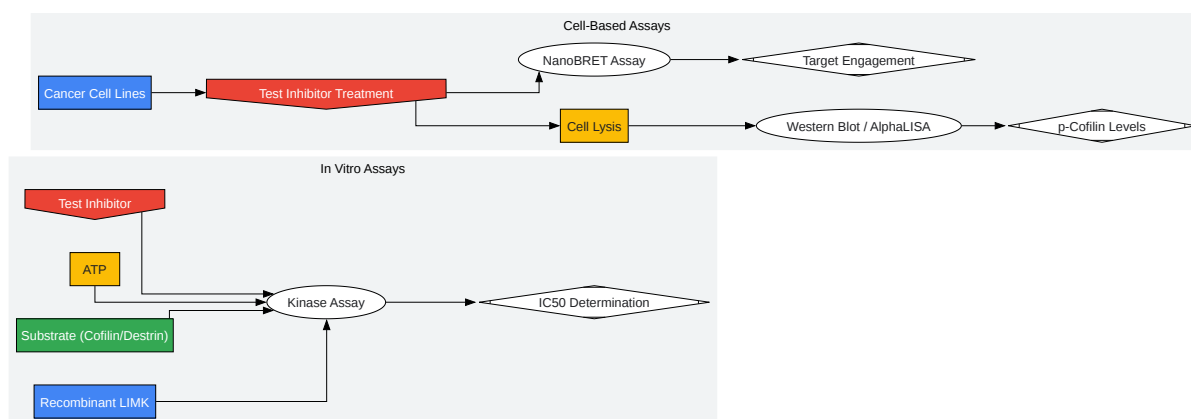 Cell-Based Assays
NanoBRET Assay
Target Engagement
Cancer Cell Lines
Test Inhibitor Treatment
Cell Lysis
Western Blot / AlphaLISA
p-Cofilin Levels
In Vitro Assays
Test Inhibitor
ATP
Kinase Assay
IC50 Determination
Substrate (Cofilin/Destrin)
Recombinant LIMK